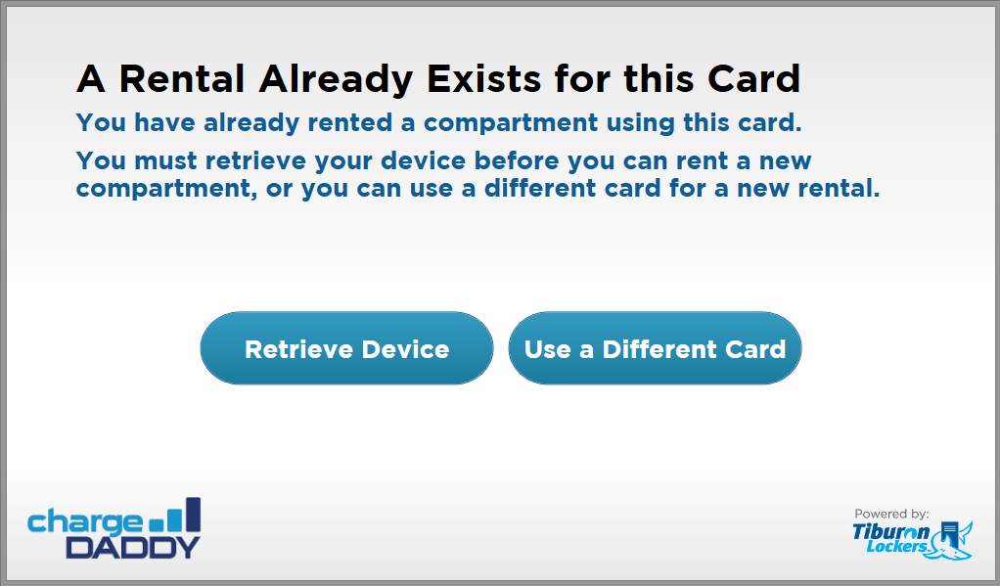 A Rental Already Exists for this Card
You have already rented a compartment using this card.
You must retrieve your device before you can rent a new
compartment, or you can use a different card for a new rental.
Retrieve Device
Use a Different Card
charge
DADDY
Powered by:
Tiburon
Lockers